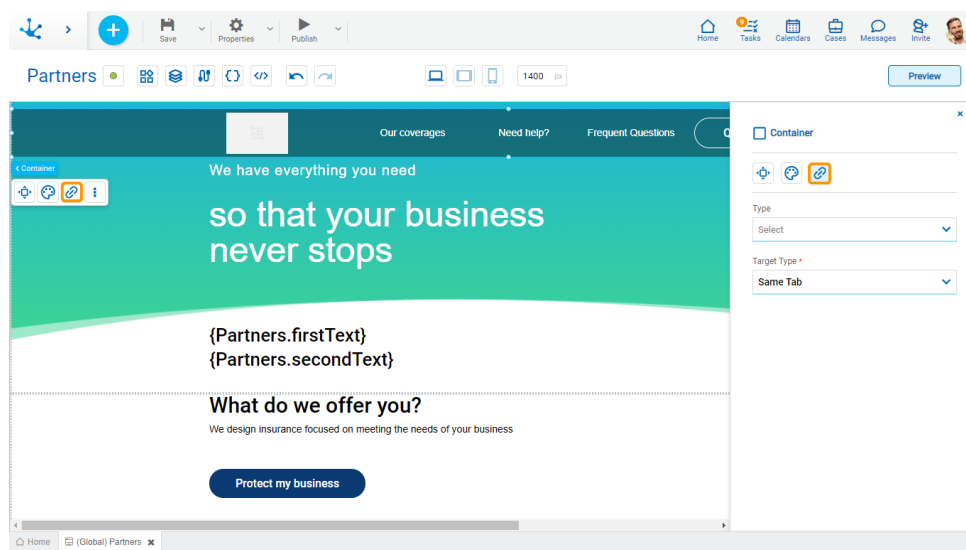 Save
Properties
Publish
Home
9
Tasks
Calendars
Cases
Messages
Invite
Partners
1400 px
Preview
Our coverages
Need help?
Frequent Questions
Container
Container
We have everything you need
so that your business
never stops
Type
Select
Target Type *
Same Tab
{Partners.firstText}
{Partners.secondText}
What do we offer you?
We design insurance focused on meeting the needs of your business
Protect my business
Home
(Global) Partners